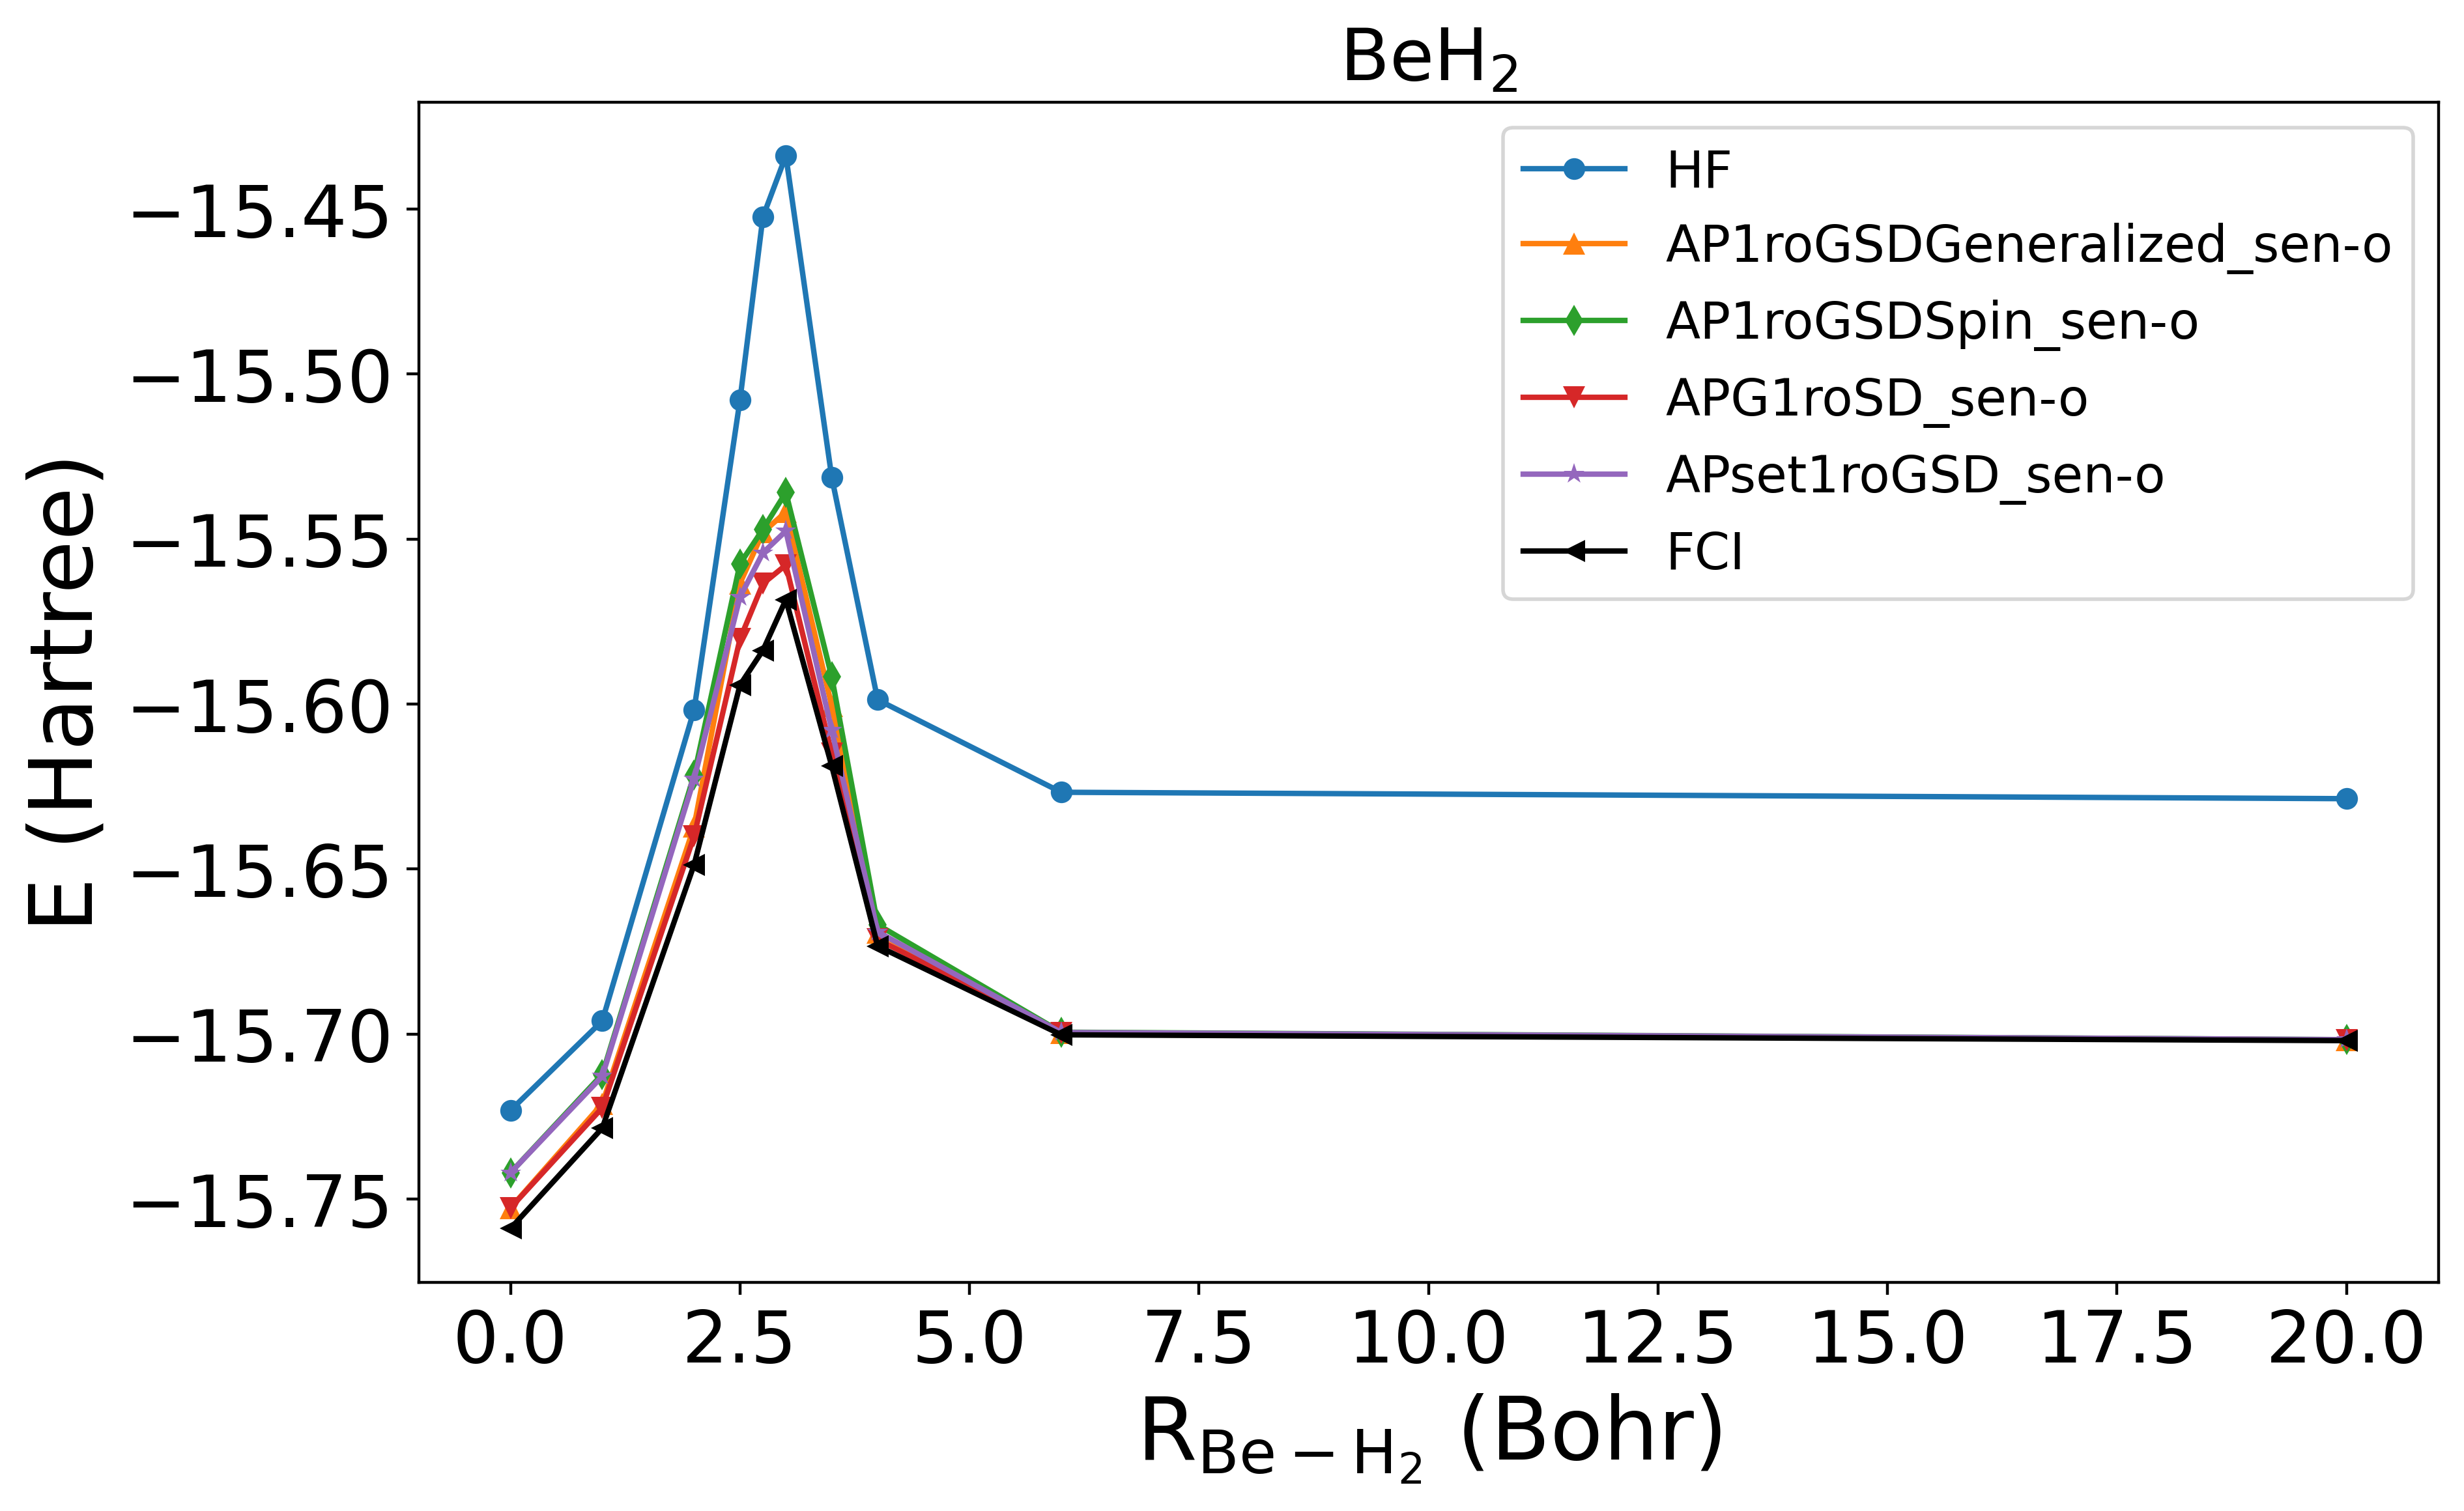 BeH₂
E (Hartree)
−15.45
−15.50
−15.55
−15.60
−15.65
−15.70
−15.75
HF
AP1roGSDGeneralized_sen-o
AP1roGSDSpin_sen-o
APG1roSD_sen-o
APset1roGSD_sen-o
FCI
0.0 2.5 5.0 7.5 10.0 12.5 15.0 17.5 20.0
R_Be−H₂ (Bohr)